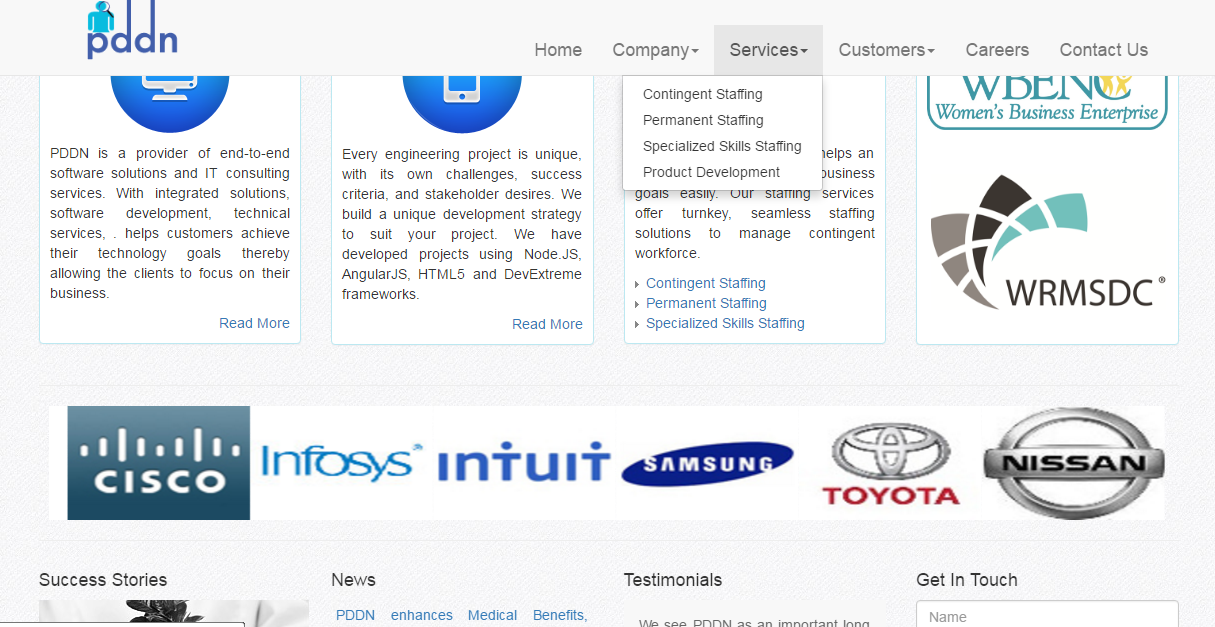 pddn
Home Company Services Customers Careers Contact Us
Contingent Staffing
Permanent Staffing
Specialized Skills Staffing
Product Development
PDDN is a provider of end-to-end
software solutions and IT consulting
services. With integrated solutions,
software development, technical
services, . helps customers achieve
their technology goals thereby
allowing the clients to focus on their
business.
Read More
Every engineering project is unique,
with its own challenges, success
criteria, and stakeholder desires. We
build a unique development strategy
to suit your project. We have
developed projects using Node.JS,
AngularJS, HTML5 and DevExtreme
frameworks.
Read More
helps an
business
goals easily. Our staffing services
offer turnkey, seamless staffing
solutions to manage contingent
workforce.
Contingent Staffing
Permanent Staffing
Specialized Skills Staffing
WBENC
Women's Business Enterprise
WRMSDC®
CISCO
Infosys
INTUIT
SAMSUNG
TOYOTA
NISSAN
Success Stories
News
PDDN enhances Medical Benefits,
Testimonials
We see PDDN as an important long
Get In Touch
Name